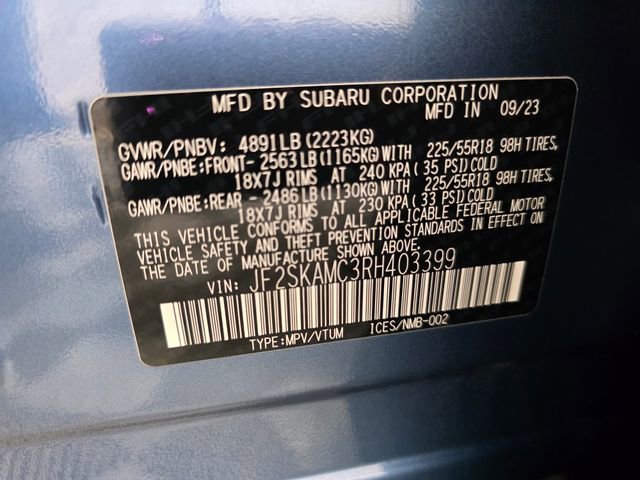 MFD BY SUBARU CORPORATION
MFD IN 09/23
GVWR/PNBV: 4891LB(2223KG)
GAWR/PNBE:FRONT-2563LB(1165KG)WITH 225/55R18 98H TIRES,
18X7J RIMS AT 240 KPA(35 PSI)COLD
GAWR/PNBE:REAR -2486LB(1130KG)WITH 225/55R18 98H TIRES,
18X7J RIMS AT 230 KPA(33 PSI)COLD
THIS VEHICLE CONFORMS TO ALL APPLICABLE FEDERAL MOTOR
VEHICLE SAFETY AND THEFT PREVENTION STANDARDS IN EFFECT ON
THE DATE OF MANUFACTURE SHOWN ABOVE.
VIN: JF2SKAMC3RH403399
TYPE:MPV/VTUM ICES/NMB-002